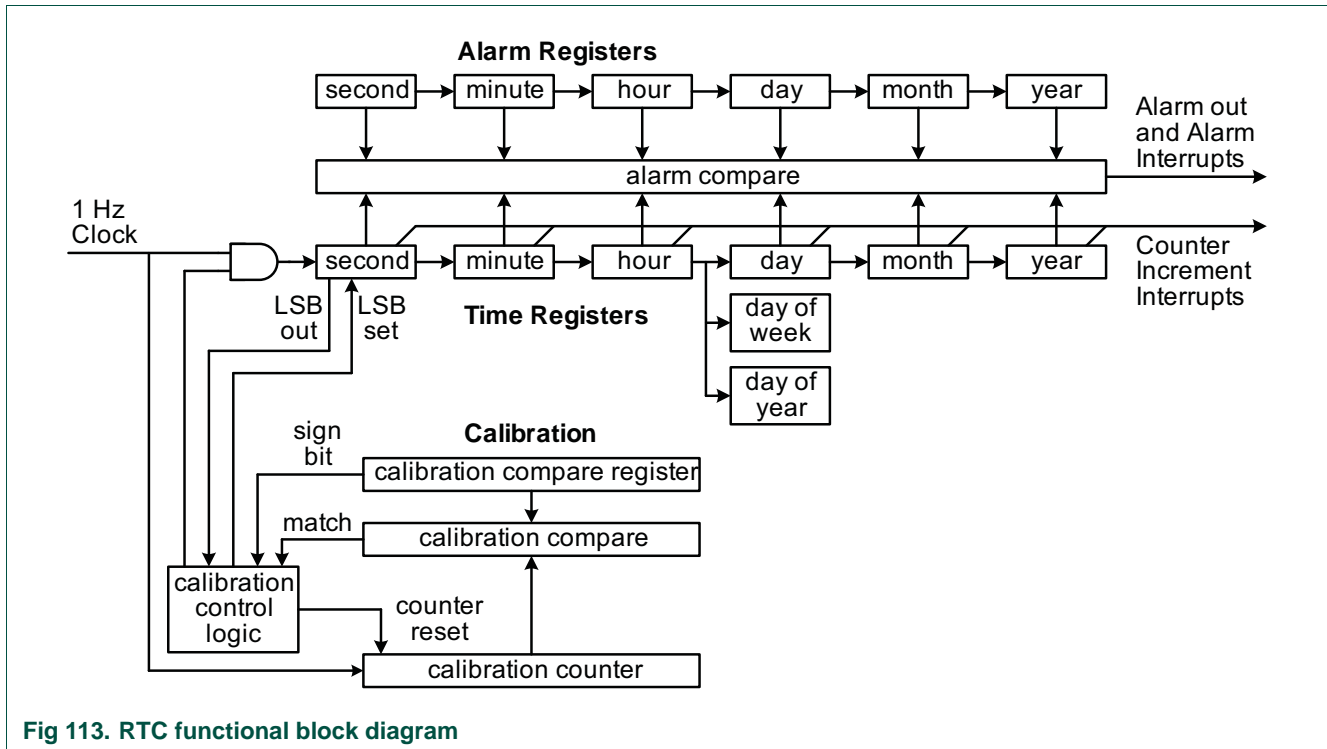 Alarm Registers
second
minute
hour
day
month
year
Alarm out
and Alarm
Interrupts
alarm compare
1 Hz
Clock
second
minute
hour
day
month
year
Counter
Increment
Interrupts
LSB
out
LSB
set
Time Registers
day of
week
day of
year
Calibration
sign
bit
calibration compare register
match
calibration compare
calibration
control
logic
counter
reset
calibration counter
Fig 113. RTC functional block diagram